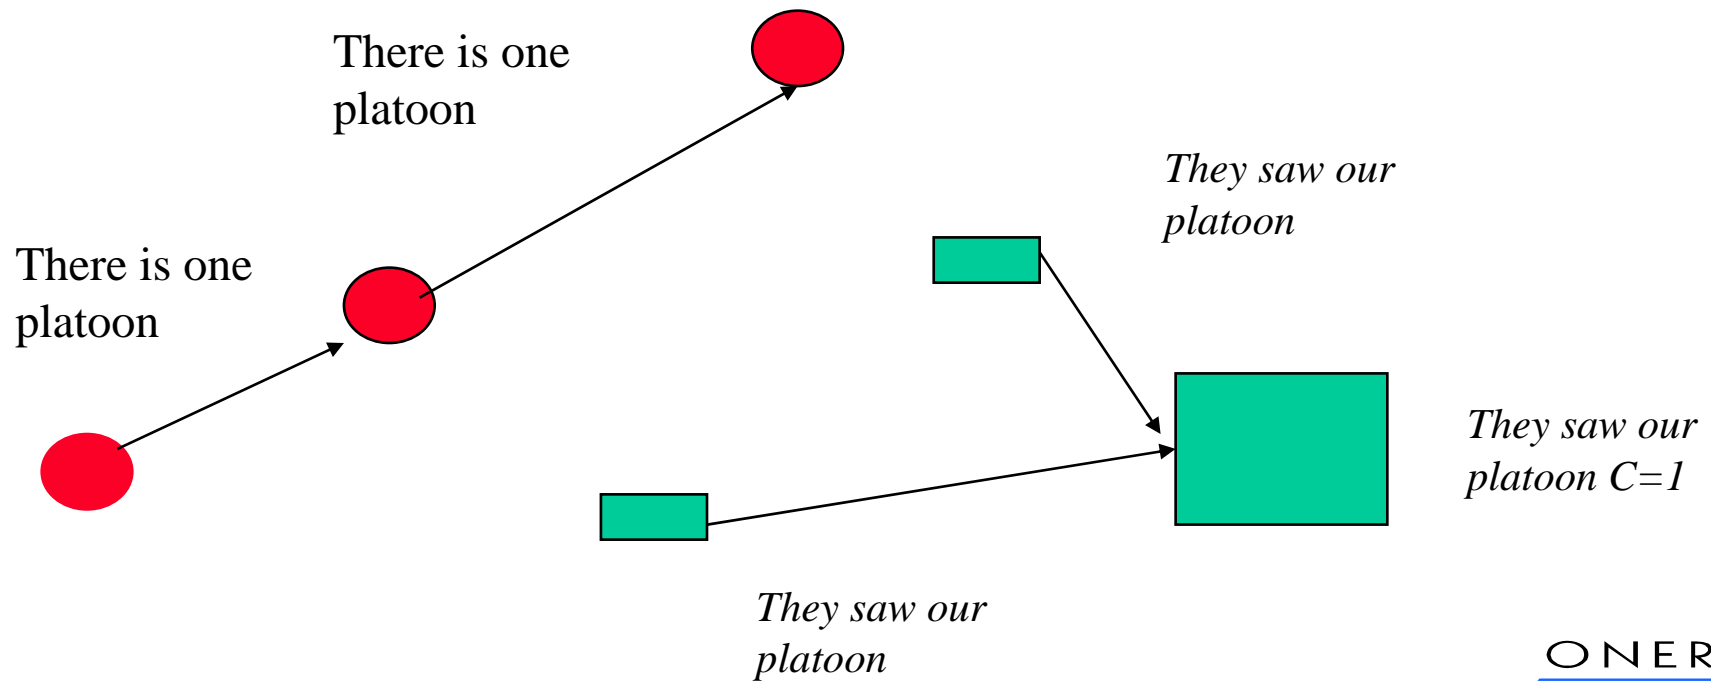 There is one
platoon
They saw our
platoon
There is one
platoon
They saw our
platoon C=1
They saw our
platoon
ONER